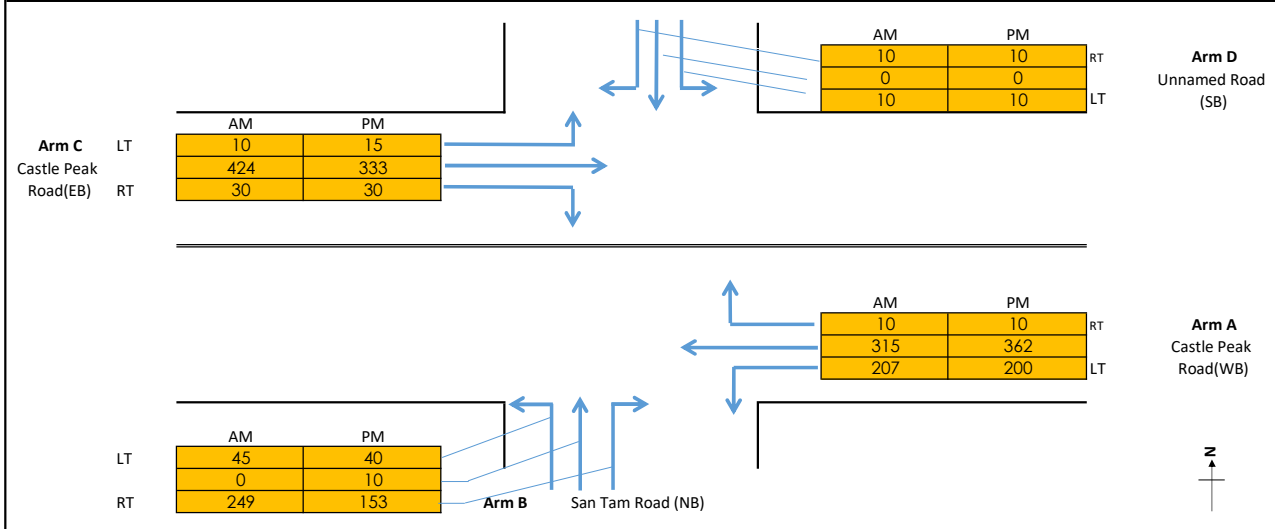 AM PM
10 10 RT
0 0
10 10 LT
Arm D
Unnamed Road
(SB)
AM PM
Arm C LT 10 15
Castle Peak 424 333
Road(EB) RT 30 30
AM PM
10 10 RT
315 362
207 200 LT
Arm A
Castle Peak
Road(WB)
AM PM
LT 45 40
0 10
RT 249 153
Arm B San Tam Road (NB)
N